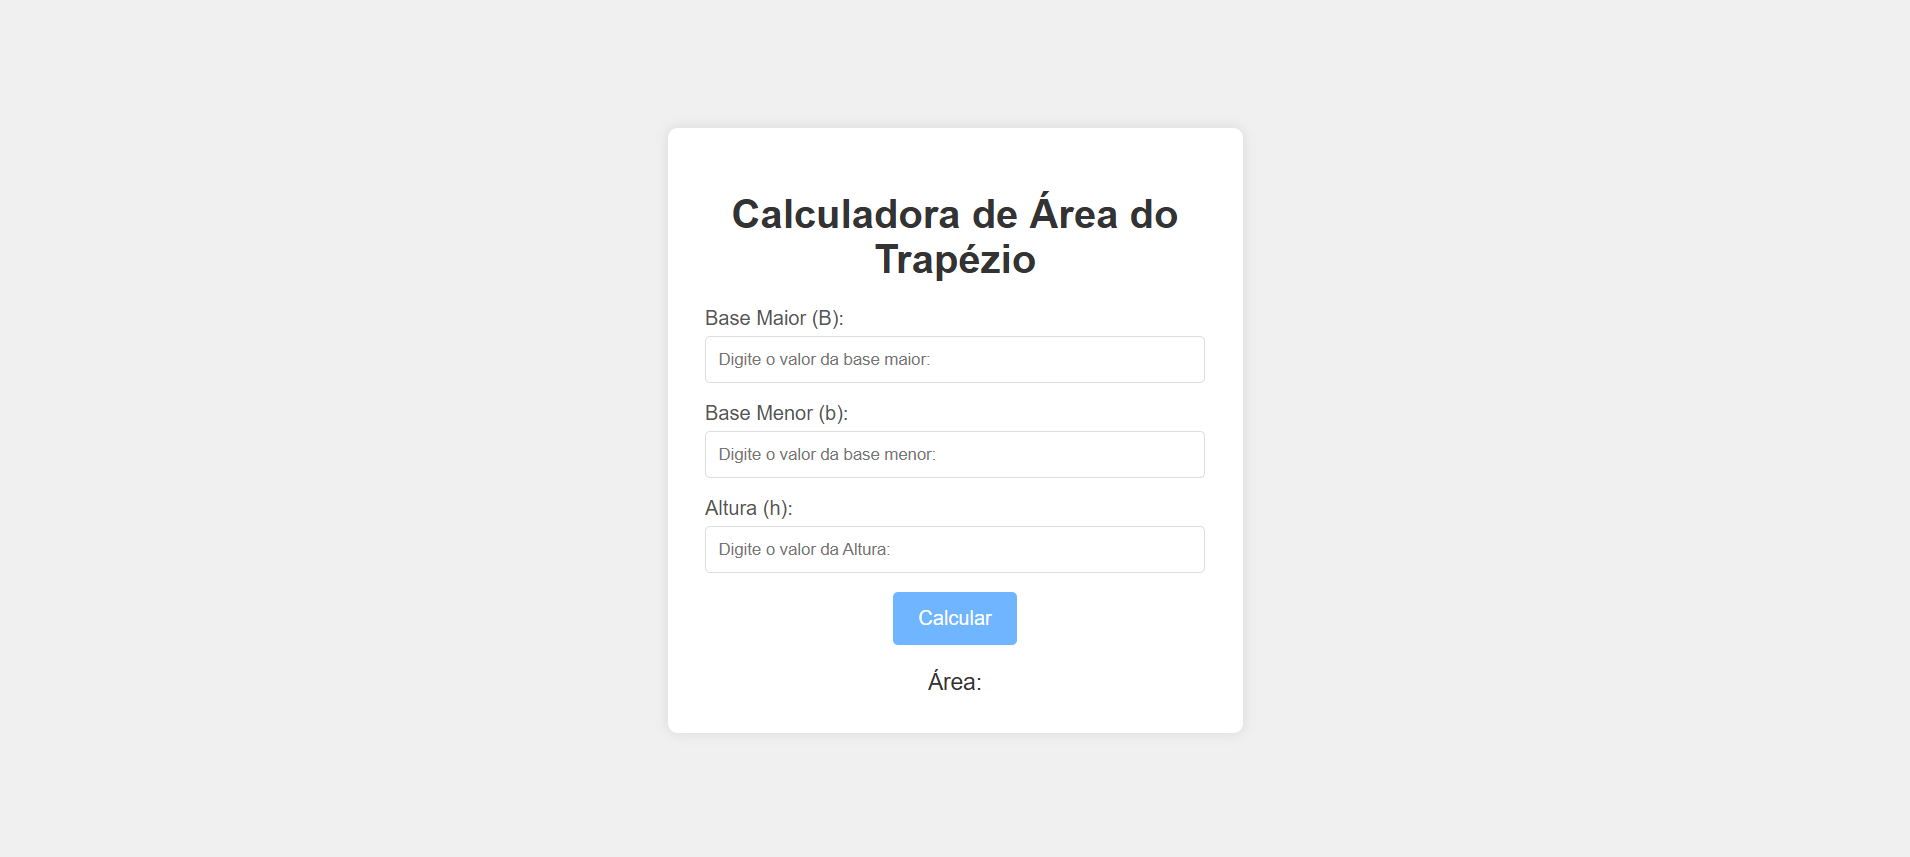 Calculadora de Área do
Trapézio
Base Maior (B):
Digite o valor da base maior:
Base Menor (b):
Digite o valor da base menor:
Altura (h):
Digite o valor da Altura:
Calcular
Área: